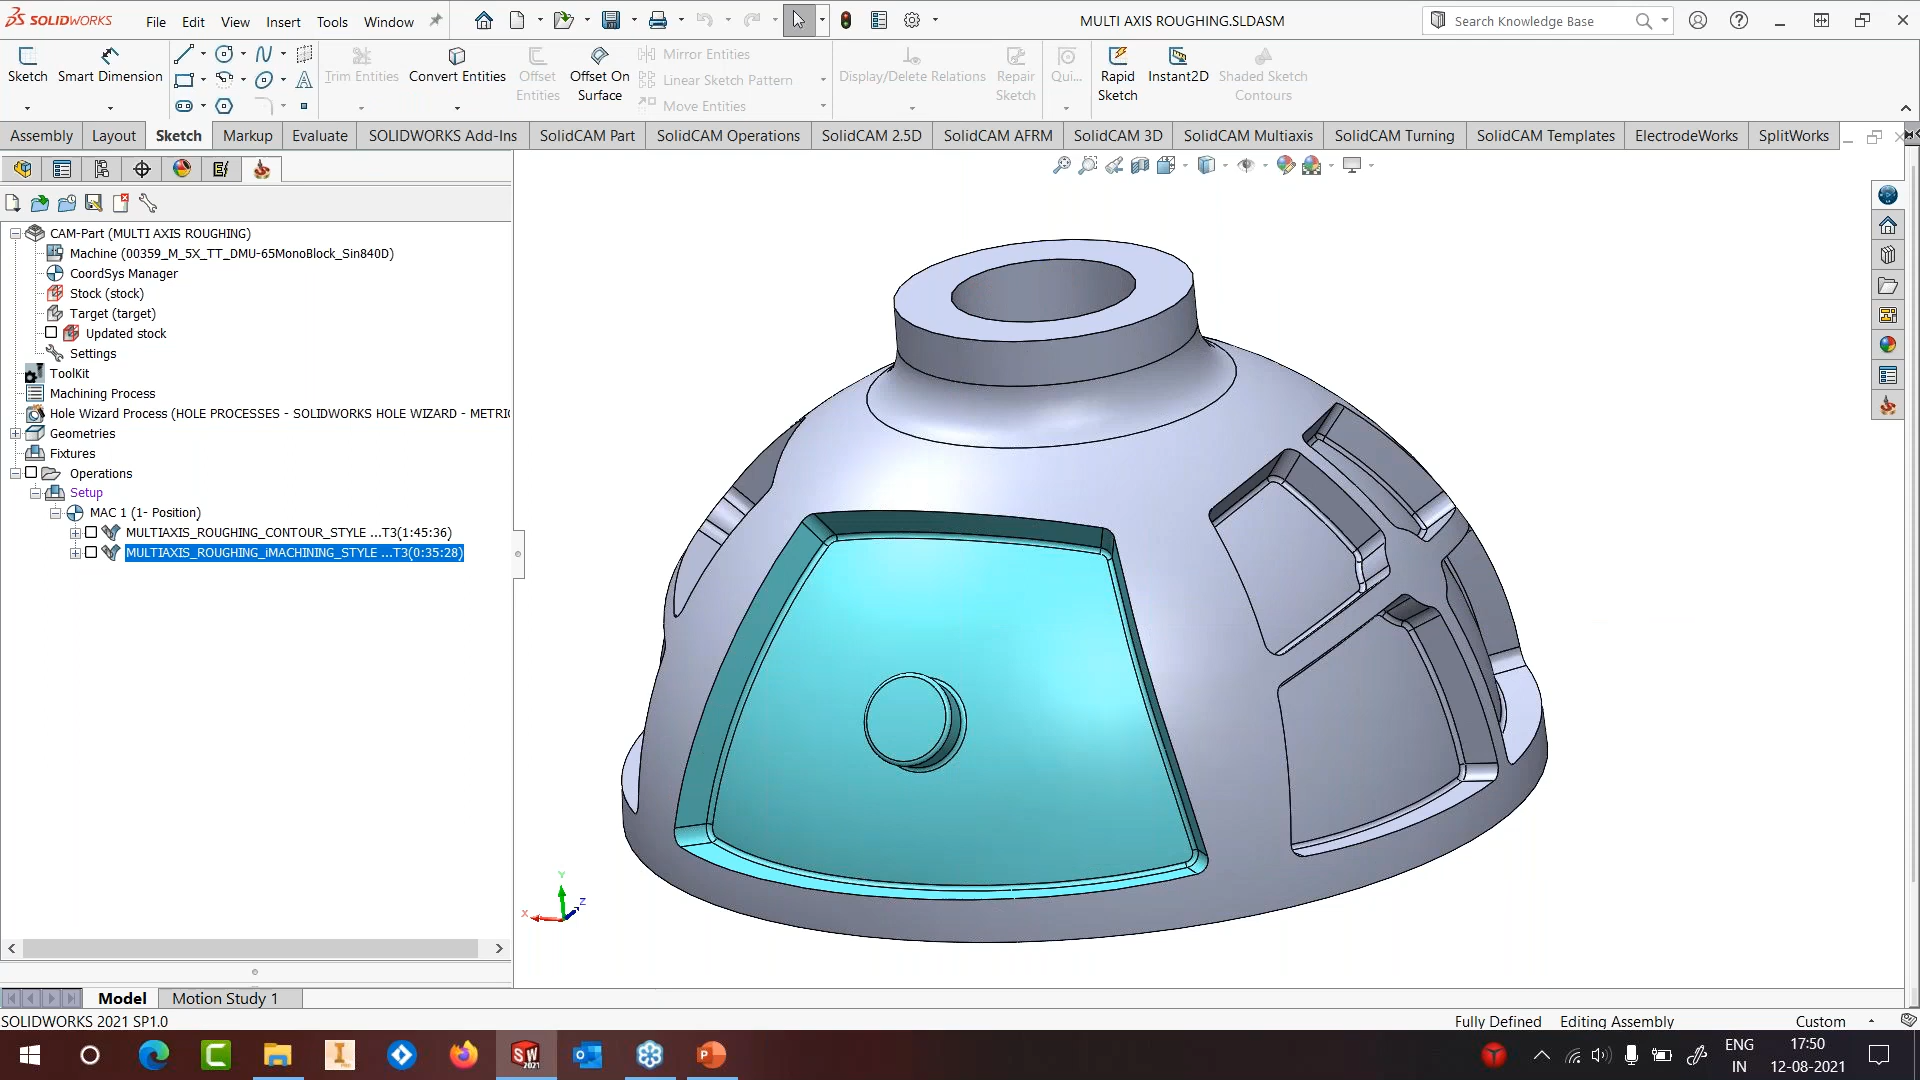 SOLIDWORKS File Edit View Insert Tools Window MULTI AXIS ROUGHING.SLDASM Search Knowledge Base
Sketch Smart Dimension Trim Entities Convert Entities Offset Entities Offset On Surface Mirror Entities Linear Sketch Pattern Move Entities Display/Delete Relations Repair Sketch Qui... Rapid Sketch Instant2D Shaded Sketch Contours
Assembly Layout Sketch Markup Evaluate SOLIDWORKS Add-Ins SolidCAM Part SolidCAM Operations SolidCAM 2.5D SolidCAM AFRM SolidCAM 3D SolidCAM Multiaxis SolidCAM Turning SolidCAM Templates ElectrodeWorks SplitWorks
CAM-Part (MULTI AXIS ROUGHING)
Machine (00359_M_5X_TT_DMU-65MonoBlock_Sin840D)
CoordSys Manager
Stock (stock)
Target (target)
Updated stock
Settings
ToolKit
Machining Process
Hole Wizard Process (HOLE PROCESSES - SOLIDWORKS HOLE WIZARD - METRI
Geometries
Fixtures
Operations
Setup
MAC 1 (1- Position)
MULTIAXIS_ROUGHING_CONTOUR_STYLE ...T3(1:45:36)
MULTIAXIS_ROUGHING_iMACHINING_STYLE ...T3(0:35:28)
Y
Z
X
Model Motion Study 1
SOLIDWORKS 2021 SP1.0 Fully Defined Editing Assembly Custom
ENG 17:50
IN 12-08-2021